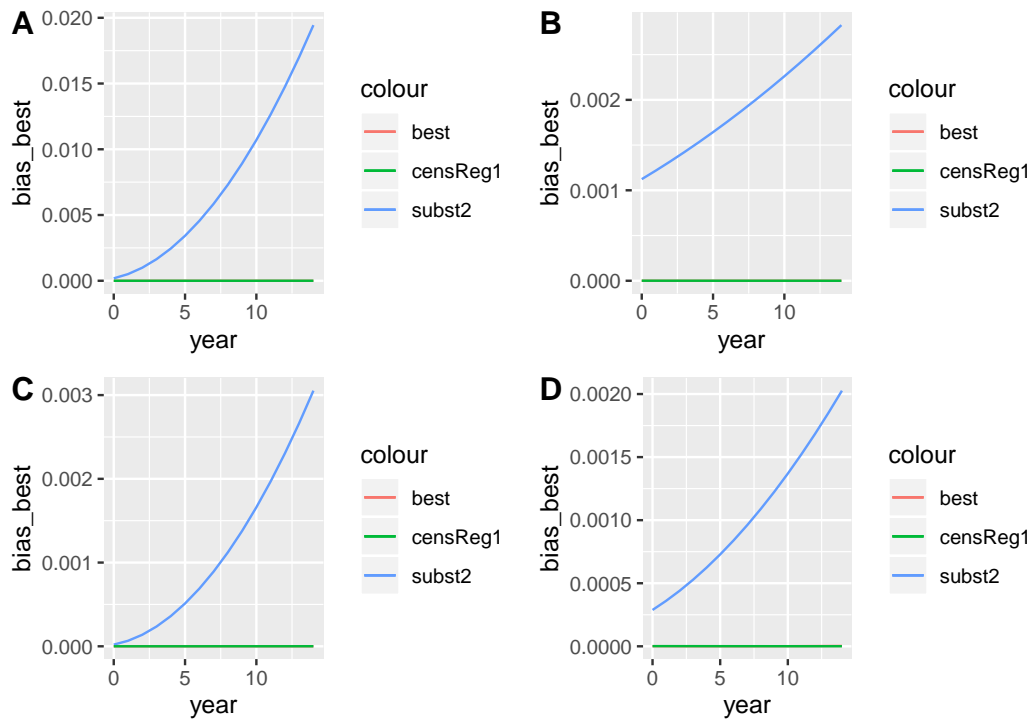 A
0.020
0.015
0.010
0.005
0.000
bias_best
0
5
10
year
colour
best
censReg1
subst2
B
0.002
0.001
0.000
bias_best
0
5
10
year
colour
best
censReg1
subst2
C
0.003
0.002
0.001
0.000
bias_best
0
5
10
year
colour
best
censReg1
subst2
D
0.0020
0.0015
0.0010
0.0005
0.0000
bias_best
0
5
10
year
colour
best
censReg1
subst2